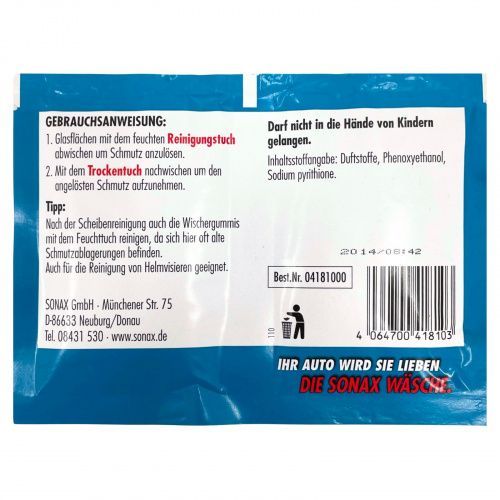 GEBRAUCHSANWEISUNG:
1. Glasflächen mit dem feuchten Reinigungstuch
abwischen um Schmutz anzulösen.
2. Mit dem Trockentuch nachwischen um den
angelösten Schmutz aufzunehmen.
Tipp:
Nach der Scheibenreinigung auch die Wischergummis
mit dem Feuchttuch reinigen, da sich hier oft alte
Schmutzablagerungen befinden.
Auch für die Reinigung von Helmvisieren geeignet.
SONAX GmbH · Münchener Str. 75
D-86633 Neuburg/Donau
Tel. 08431 530 · www.sonax.de
Darf nicht in die Hände von Kindern
gelangen.
Inhaltsstoffangabe: Duftstoffe, Phenoxyethanol,
Sodium pyrithione.
2014/08:42
Best.Nr. 04181000
110
4 064700 418103
IHR AUTO WIRD SIE LIEBEN
DIE SONAX WÄSCHE.